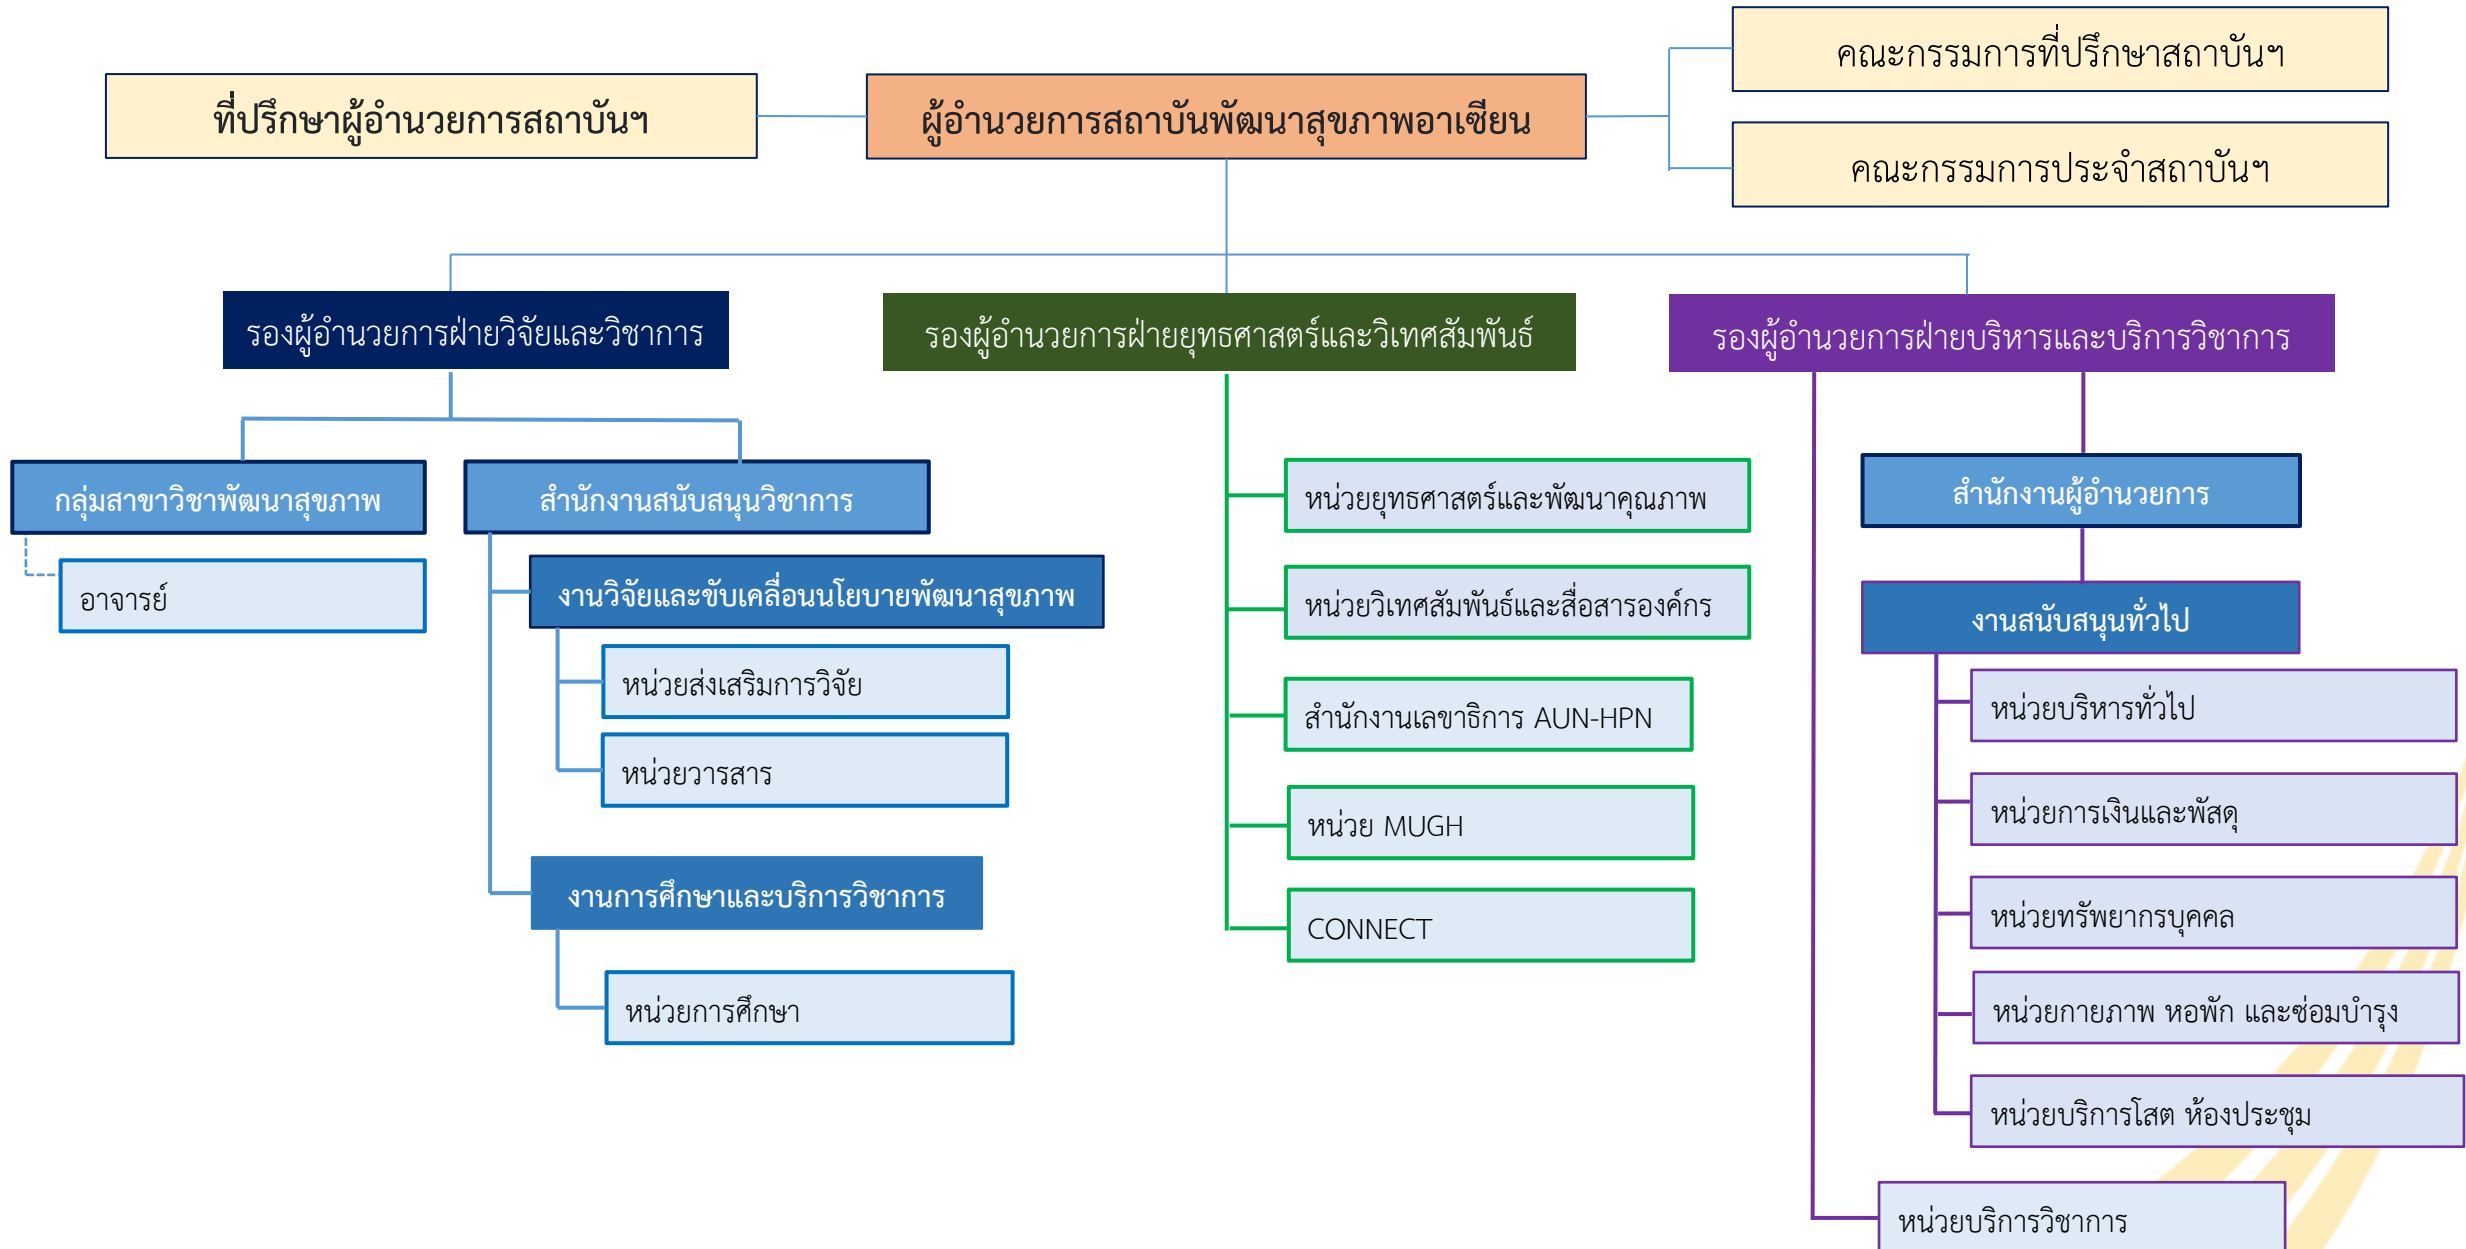 คณะกรรมการที่ปรึกษาสถาบันฯ
ที่ปรึกษาผู้อำนวยการสถาบันฯ
ผู้อำนวยการสถาบันพัฒนาสุขภาพอาเซียน
คณะกรรมการประจำสถาบันฯ
รองผู้อำนวยการฝ่ายวิจัยและวิชาการ
รองผู้อำนวยการฝ่ายยุทธศาสตร์และวิเทศสัมพันธ์
รองผู้อำนวยการฝ่ายบริหารและบริการวิชาการ
กลุ่มสาขาวิชาพัฒนาสุขภาพ
อาจารย์
สำนักงานสนับสนุนวิชาการ
งานวิจัยและขับเคลื่อนนโยบายพัฒนาสุขภาพ
หน่วยส่งเสริมการวิจัย
หน่วยวารสาร
งานการศึกษาและบริการวิชาการ
หน่วยการศึกษา
หน่วยยุทธศาสตร์และพัฒนาคุณภาพ
หน่วยวิเทศสัมพันธ์และสื่อสารองค์กร
สำนักงานเลขาธิการ AUN-HPN
หน่วย MUGH
CONNECT
สำนักงานผู้อำนวยการ
งานสนับสนุนทั่วไป
หน่วยบริหารทั่วไป
หน่วยการเงินและพัสดุ
หน่วยทรัพยากรบุคคล
หน่วยกายภาพ หอพัก และซ่อมบำรุง
หน่วยบริการโสต ห้องประชุม
หน่วยบริการวิชาการ